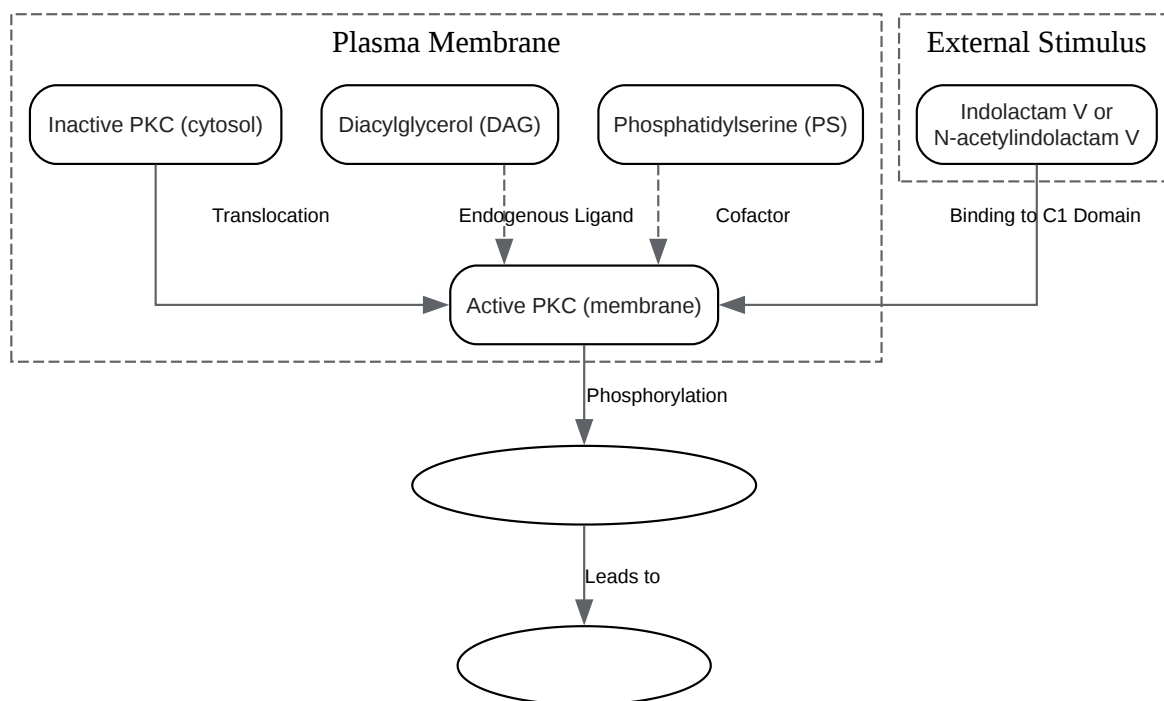 Plasma Membrane
External Stimulus
Inactive PKC (cytosol)
Diacylglycerol (DAG)
Phosphatidylserine (PS)
Indolactam V or
N-acetylindolactam V
Translocation
Endogenous Ligand
Cofactor
Binding to C1 Domain
Active PKC (membrane)
Phosphorylation
Leads to